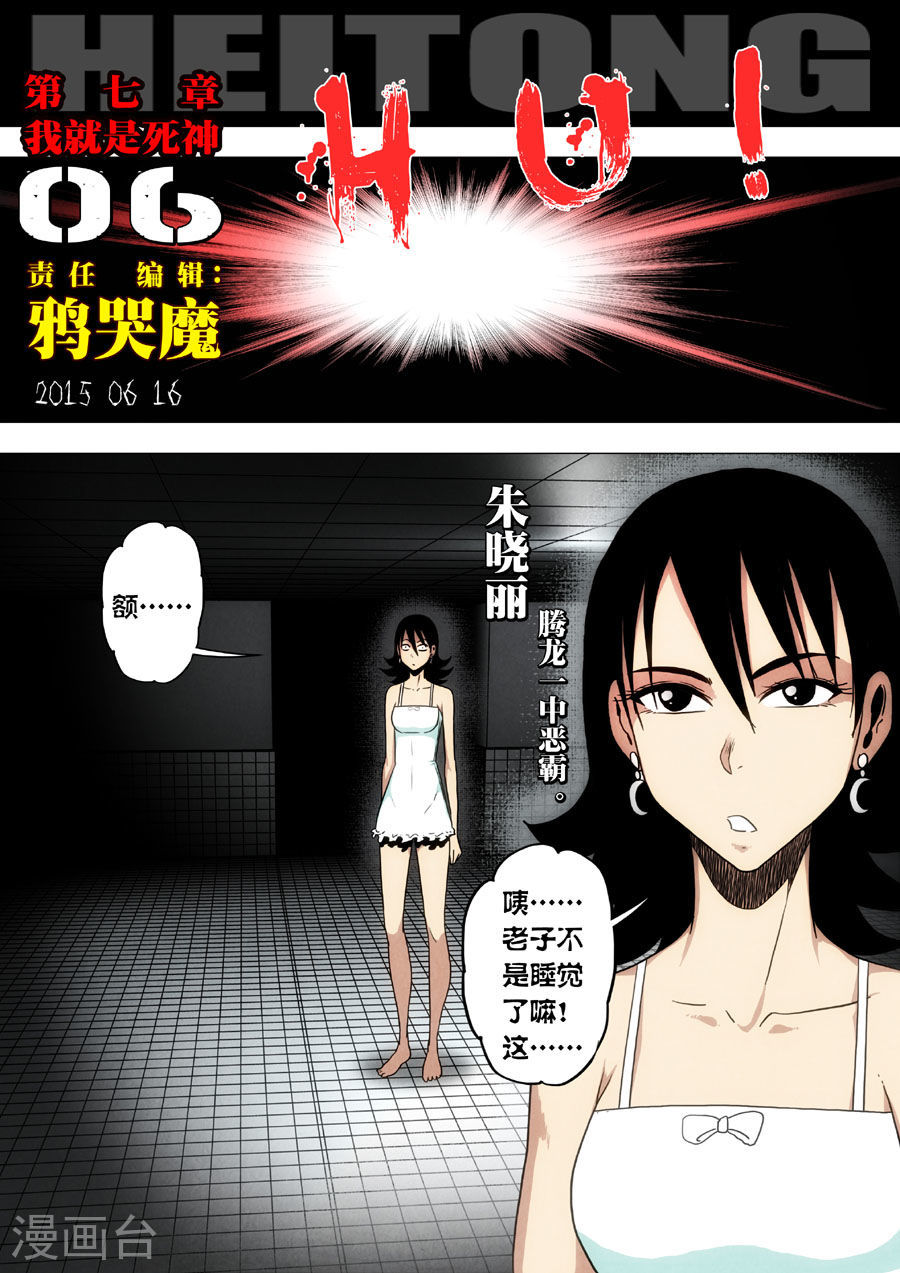 HEITONG
HU!
第七章
我就是死神
06
责任 编辑：
鸦哭魔
2015 06 16
朱晓丽
腾龙一中恶霸。
额……
咦……
老子不
是睡觉
了嘛！
这……
漫画台